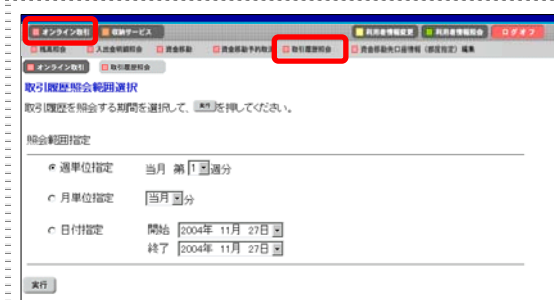 オンライン取引 収納サービス 利用者情報変更 利用者情報照会 ログオフ
残高照会 入出金明細照会 資金移動 資金移動予約取消 取引履歴照会 資金移動先口座情報（都度指定）編集
オンライン取引 取引履歴照会
取引履歴照会範囲選択
取引履歴を照会する期間を選択して、実行を押してください。
照会範囲指定
週単位指定 当月 第 1 週分
月単位指定 当月 分
日付指定 開始 2004年 11月 27日
終了 2004年 11月 27日
実行